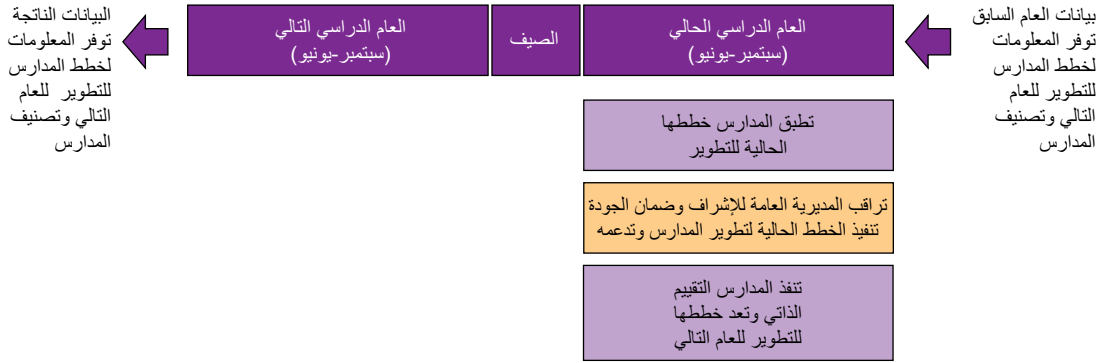 بيانات العام السابق
توفر المعلومات
لخطط المدارس
للتطوير للعام
التالي وتصنيف
المدارس
العام الدراسي الحالي
(سبتمبر-يونيو)
الصيف
العام الدراسي التالي
(سبتمبر-يونيو)
البيانات الناتجة
توفر المعلومات
لخطط المدارس
للتطوير للعام
التالي وتصنيف
المدارس
تطبق المدارس خططها
الحالية للتطوير
تراقب المديرية العامة للإشراف وضمان الجودة
تنفيذ الخطط الحالية لتطوير المدارس وتدعمه
تنفذ المدارس التقييم
الذاتي وتعد خططها
للتطوير للعام التالي